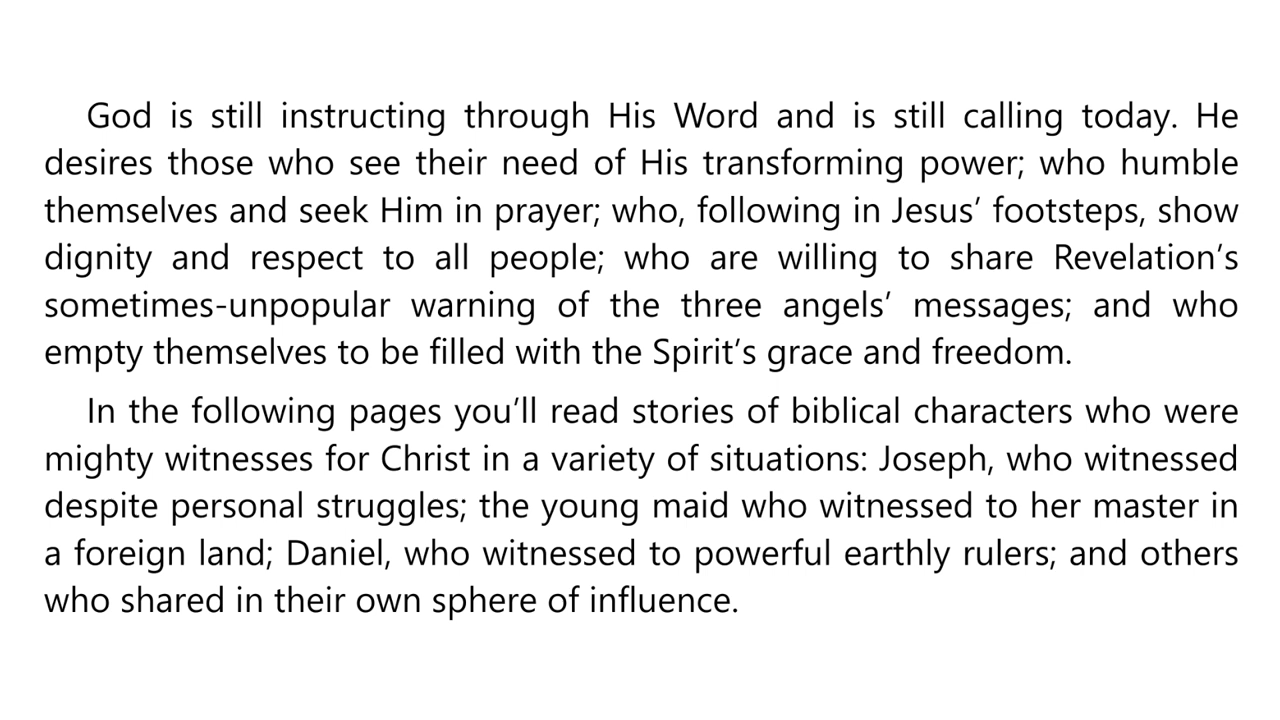 God is still instructing through His Word and is still calling today. He
desires those who see their need of His transforming power; who humble
themselves and seek Him in prayer; who, following in Jesus’ footsteps, show
dignity and respect to all people; who are willing to share Revelation’s
sometimes-unpopular warning of the three angels’ messages; and who
empty themselves to be filled with the Spirit’s grace and freedom.
In the following pages you’ll read stories of biblical characters who were
mighty witnesses for Christ in a variety of situations: Joseph, who witnessed
despite personal struggles; the young maid who witnessed to her master in
a foreign land; Daniel, who witnessed to powerful earthly rulers; and others
who shared in their own sphere of influence.